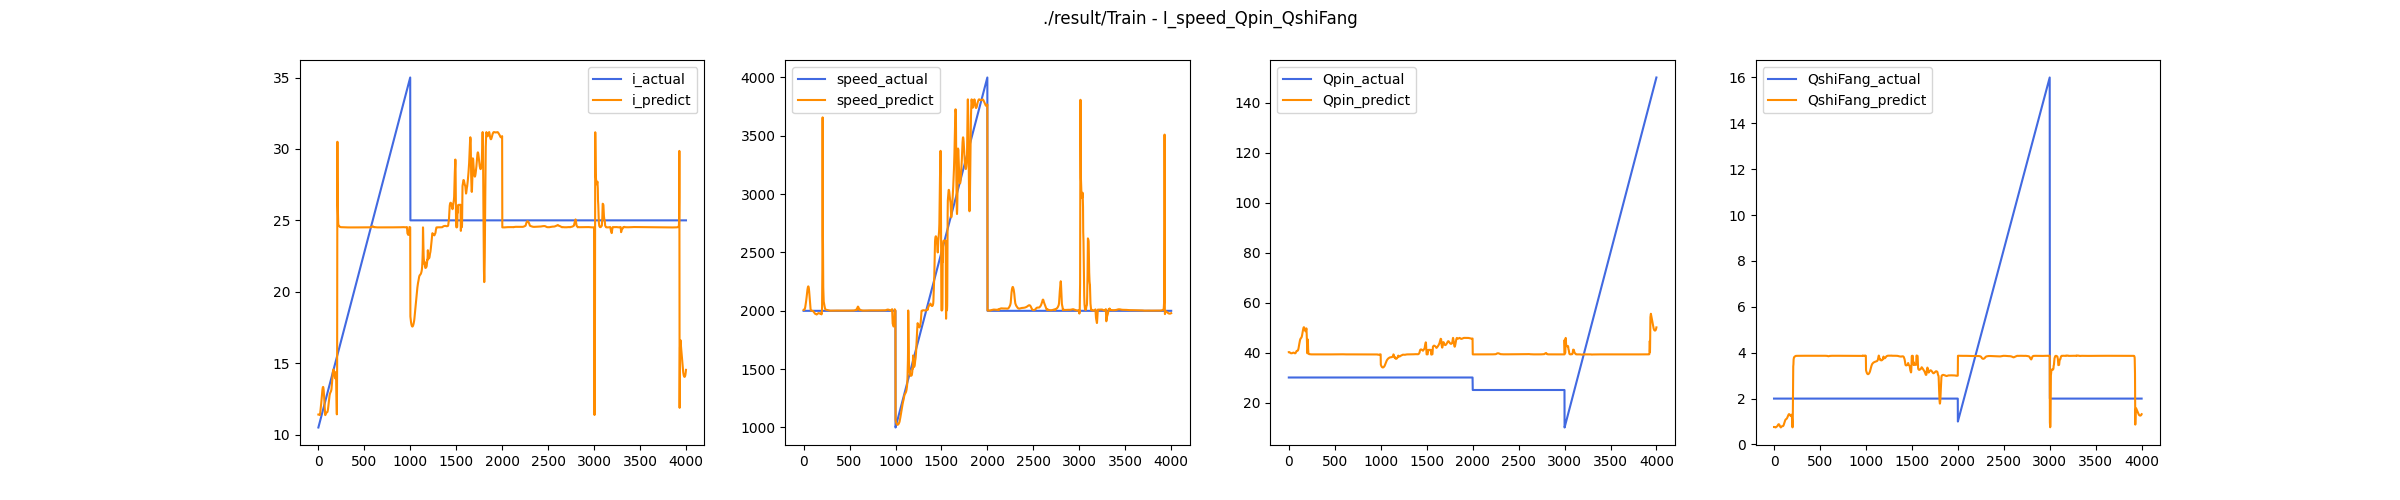 ./result/Train - I_speed_Qpin_QshiFang
i_actual
i_predict
35
30
25
20
15
10
0 500 1000 1500 2000 2500 3000 3500 4000
speed_actual
speed_predict
4000
3500
3000
2500
2000
1500
1000
0 500 1000 1500 2000 2500 3000 3500 4000
Qpin_actual
Qpin_predict
140
120
100
80
60
40
20
0 500 1000 1500 2000 2500 3000 3500 4000
QshiFang_actual
QshiFang_predict
16
14
12
10
8
6
4
2
0
0 500 1000 1500 2000 2500 3000 3500 4000